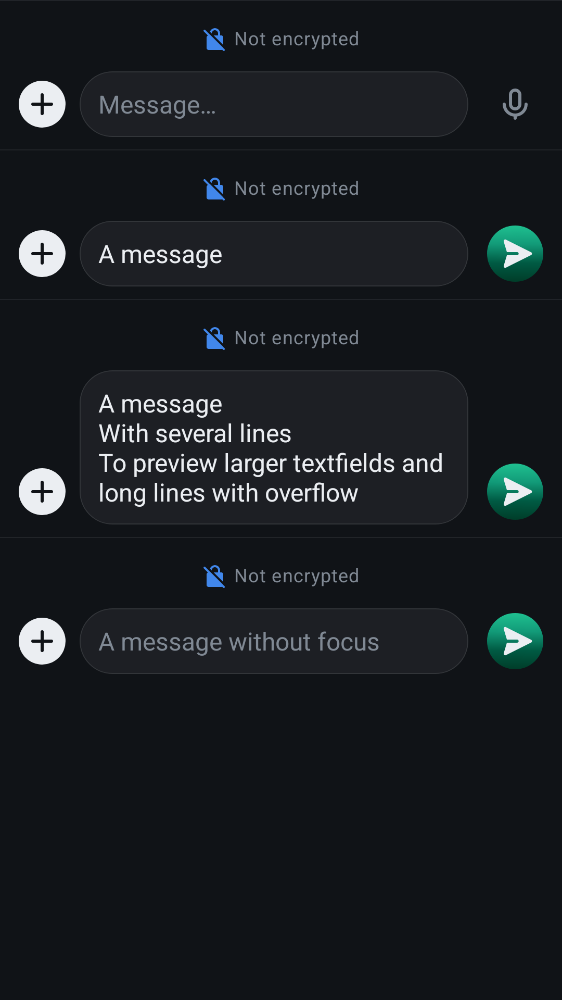 Not encrypted
Message…
Not encrypted
A message
Not encrypted
A message
With several lines
To preview larger textfields and
long lines with overflow
Not encrypted
A message without focus